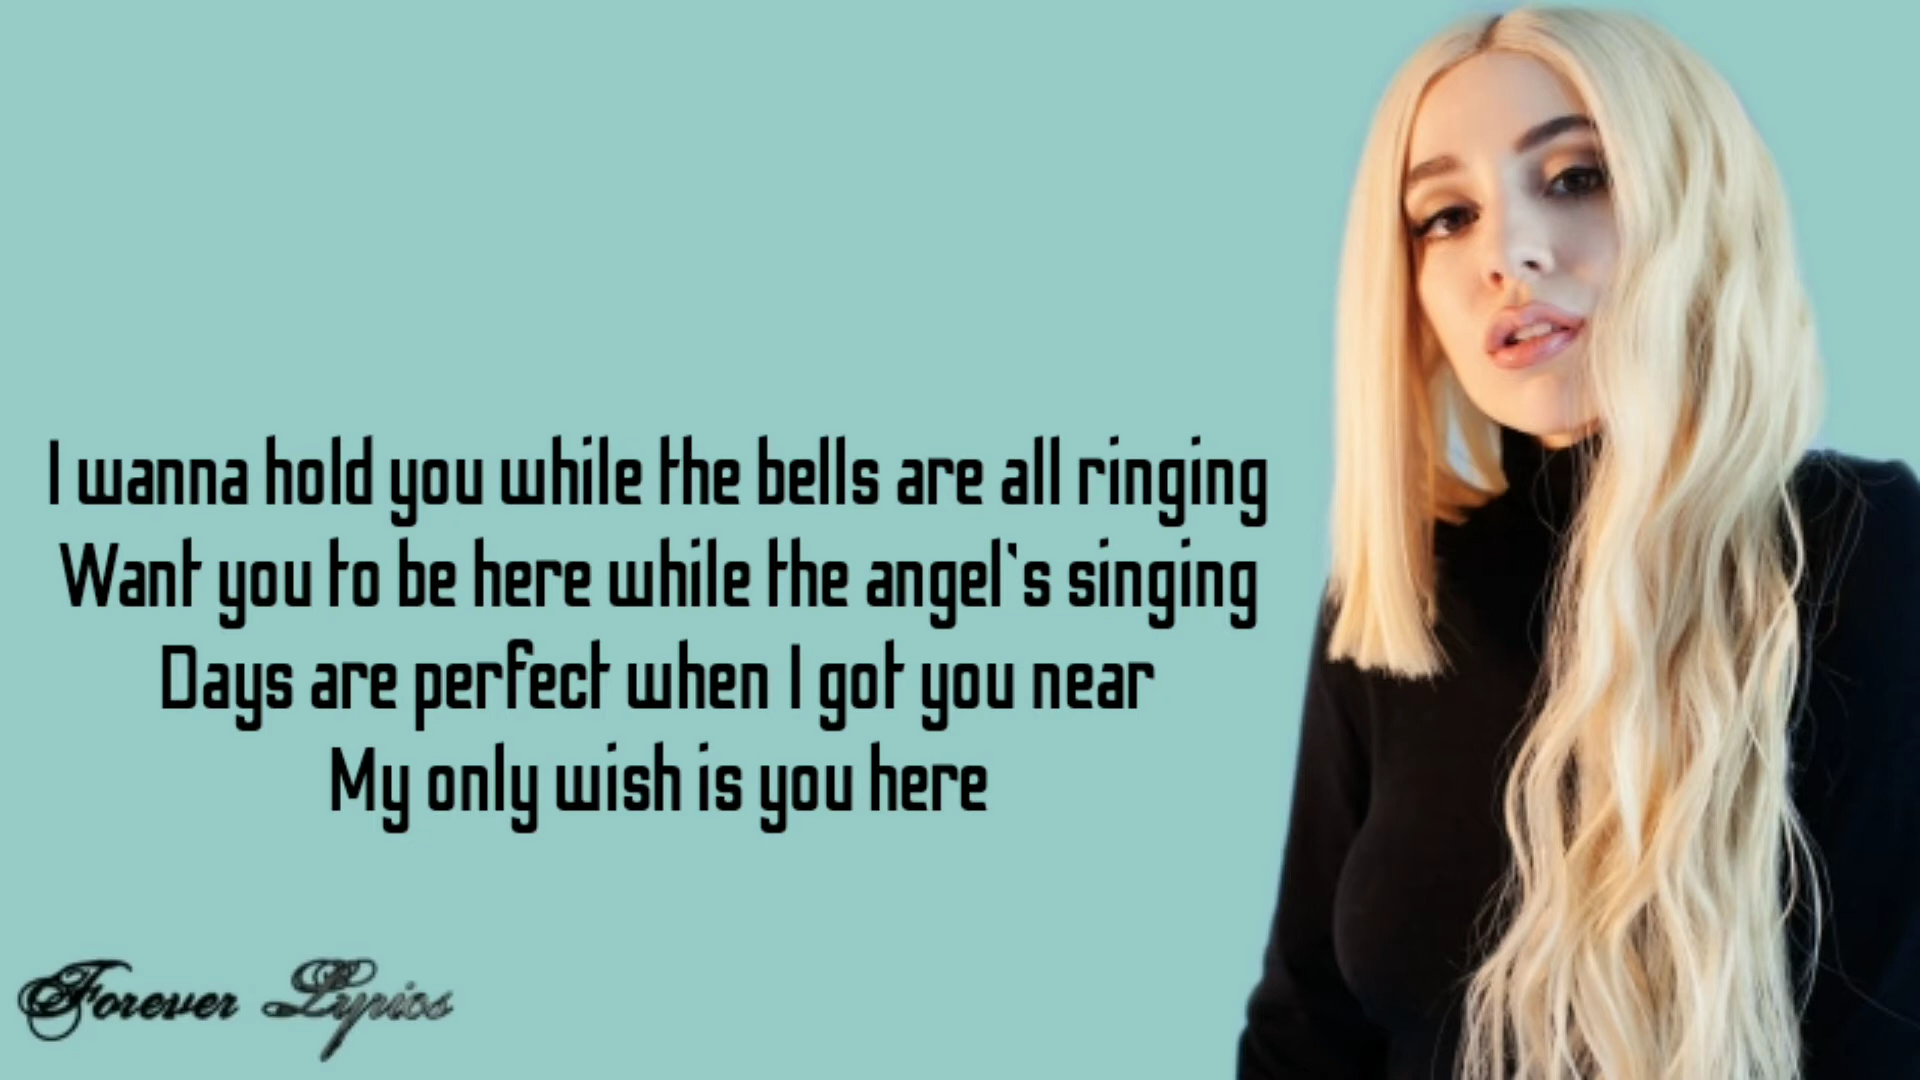 I wanna hold you while the bells are all ringing
Want you to be here while the angel's singing
Days are perfect when I got you near
My only wish is you here
Forever Lyrics